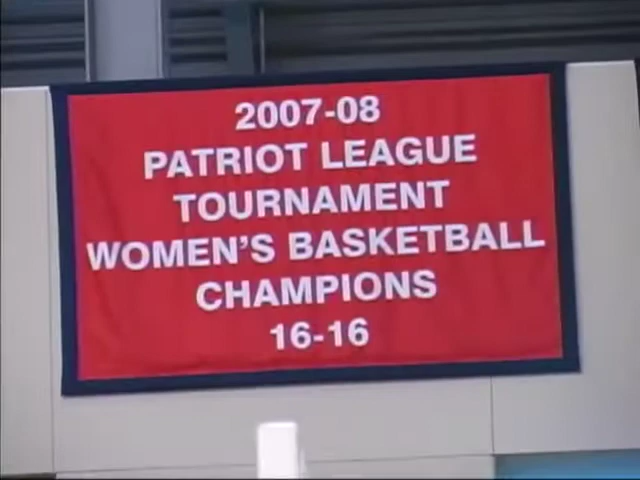 2007-08
PATRIOT LEAGUE
TOURNAMENT
WOMEN'S BASKETBALL
CHAMPIONS
16-16